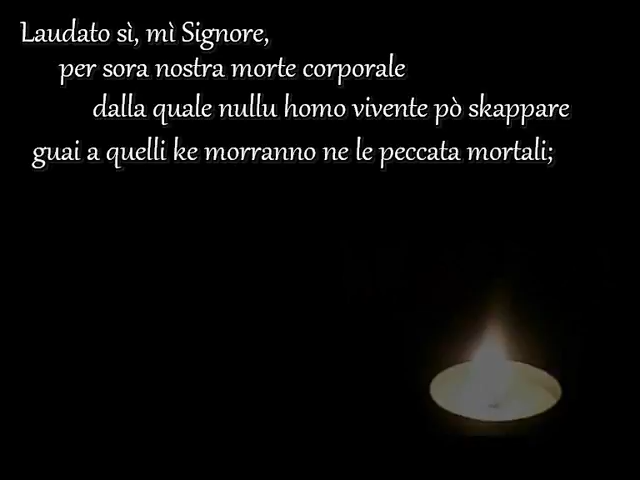 Laudato sì, mì Signore,
per sora nostra morte corporale
dalla quale nullu homo vivente pò skappare
guai a quelli ke morranno ne le peccata mortali;